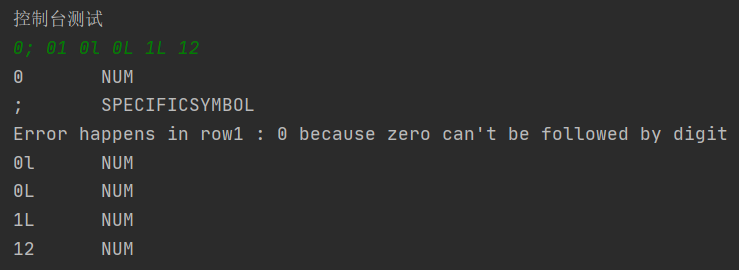 控制台测试
0; 01 0l 0L 1L 12
0 NUM
; SPECIFICSYMBOL
Error happens in row1 : 0 because zero can't be followed by digit
0l NUM
0L NUM
1L NUM
12 NUM